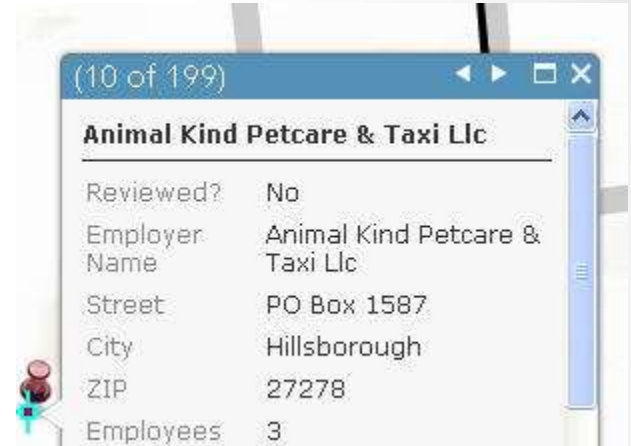 (10 of 199)
Animal Kind Petcare & Taxi Llc
Reviewed? No
Employer Name Animal Kind Petcare & Taxi Llc
Street PO Box 1587
City Hillsborough
ZIP 27278
Employees 3